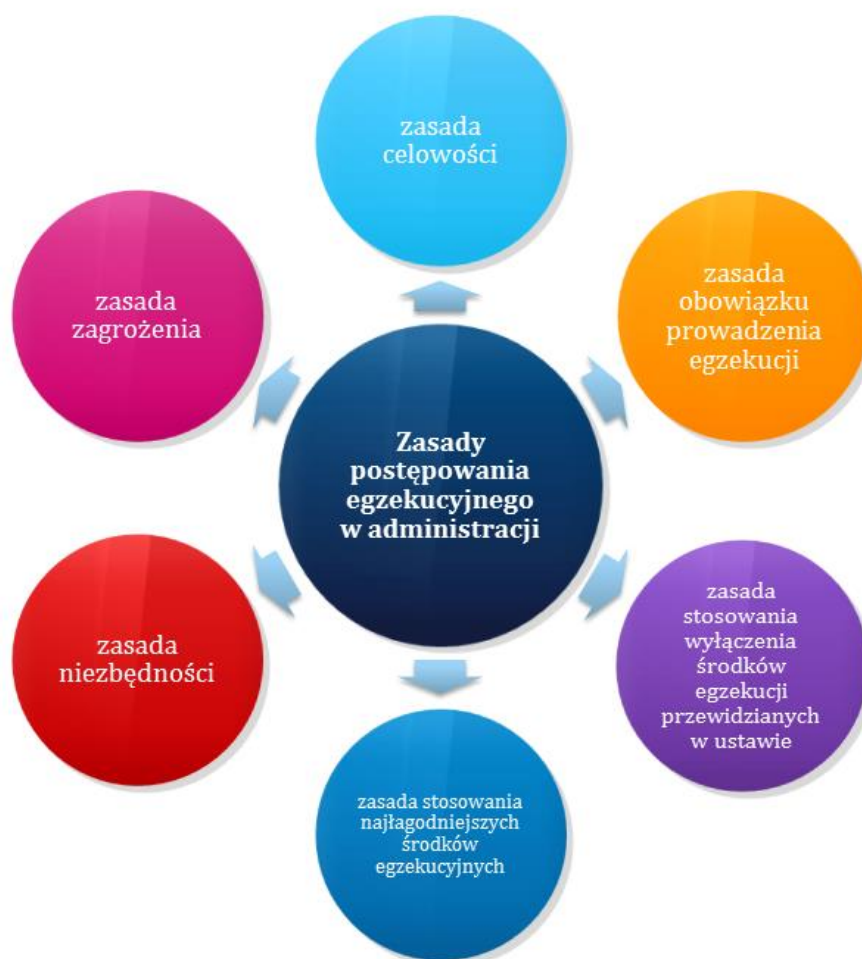 zasada
celowości
zasada
obowiązku
prowadzenia
egzekucji
zasada
stosowania
wyłączenia
środków
egzekucji
przewidzianych
w ustawie
zasada stosowania
najłagodniejszych
środków
egzekucyjnych
zasada
niezbędności
zasada
zagrożenia
Zasady
postępowania
egzekucyjnego
w administracji